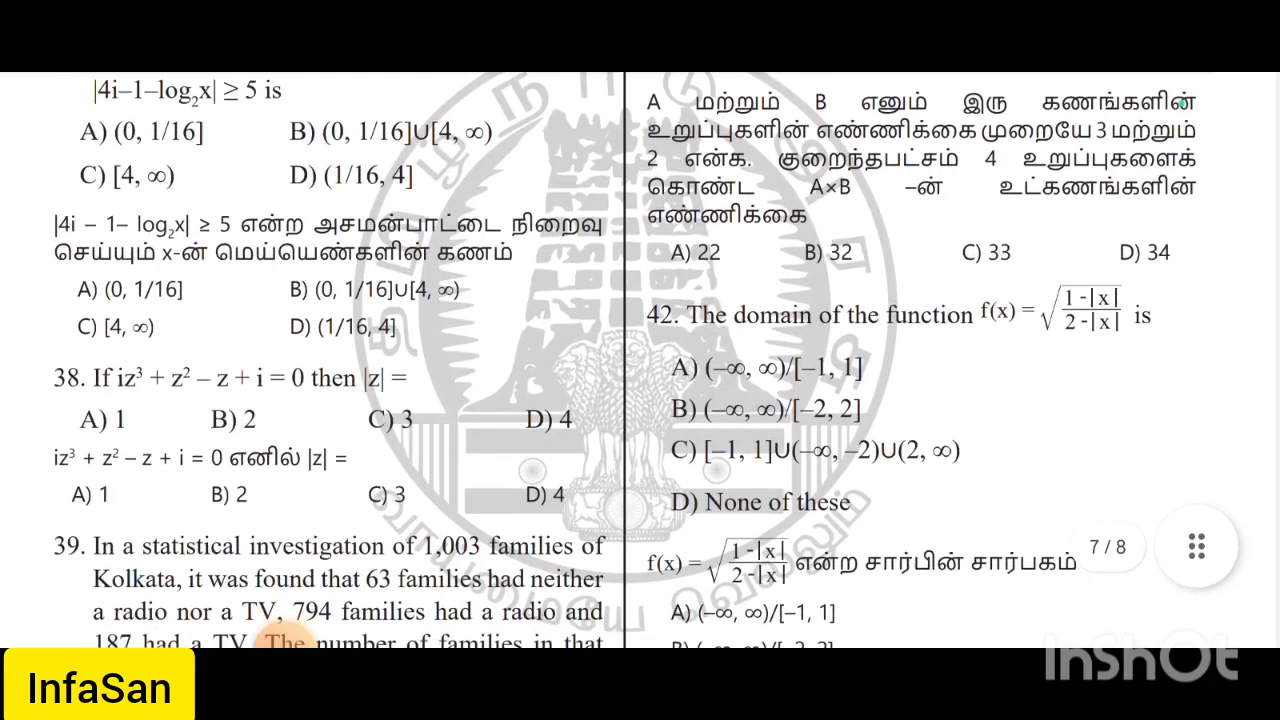 |4i–1–log₂x| ≥ 5 is
A) (0, 1/16] B) (0, 1/16]∪[4, ∞)
C) [4, ∞) D) (1/16, 4]
|4i – 1– log₂x| ≥ 5 என்ற அசமன்பாட்டை நிறைவு
செய்யும் x-ன் மெய்யெண்களின் கணம்
A) (0, 1/16] B) (0, 1/16]∪[4, ∞)
C) [4, ∞) D) (1/16, 4]
38. If iz³ + z² – z + i = 0 then |z| =
A) 1 B) 2 C) 3 D) 4
iz³ + z² – z + i = 0 எனில் |z| =
A) 1 B) 2 C) 3 D) 4
39. In a statistical investigation of 1,003 families of
Kolkata, it was found that 63 families had neither
a radio nor a TV, 794 families had a radio and
187 had a TV. The number of families in that
A மற்றும் B எனும் இரு கணங்களின்
உறுப்புகளின் எண்ணிக்கை முறையே 3 மற்றும்
2 என்க. குறைந்தபட்சம் 4 உறுப்புகளைக்
கொண்ட A×B –ன் உட்கணங்களின்
எண்ணிக்கை
A) 22 B) 32 C) 33 D) 34
42. The domain of the function f(x) = √((1-|x|)/(2-|x|)) is
A) (–∞, ∞)/[–1, 1]
B) (–∞, ∞)/[–2, 2]
C) [–1, 1]∪(–∞, –2)∪(2, ∞)
D) None of these
f(x) = √((1-|x|)/(2-|x|)) என்ற சார்பின் சார்பகம்
A) (–∞, ∞)/[–1, 1]
B) (–∞, ∞)/[–2, 2]
7 / 8
InShOt
InfaSan